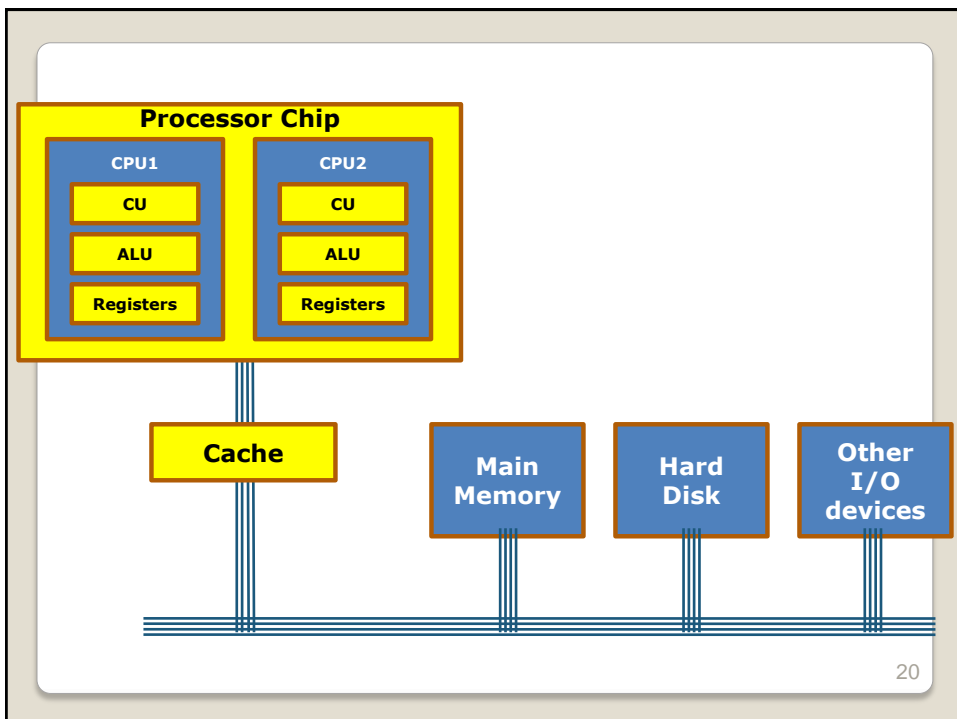 Processor Chip
CPU1
CU
ALU
Registers
CPU2
CU
ALU
Registers
Cache
Main
Memory
Hard
Disk
Other
I/O
devices
20